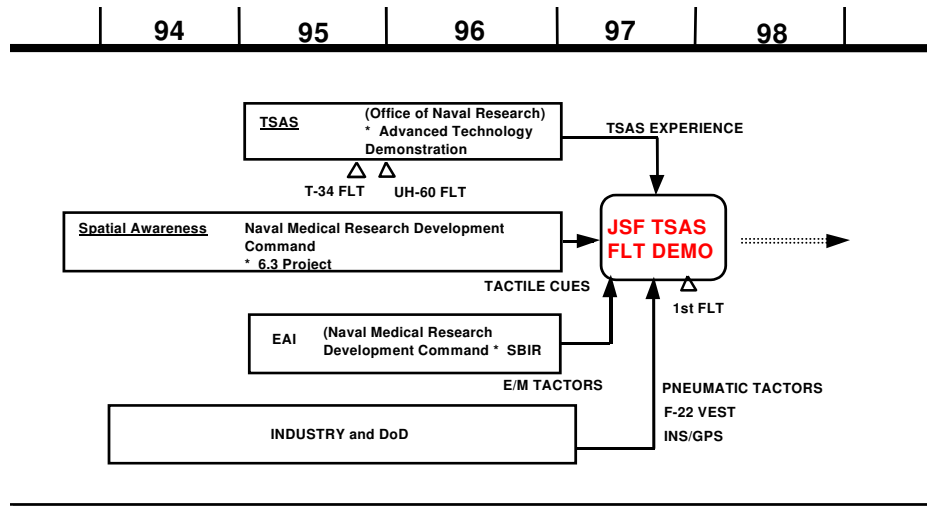 94 95 96 97 98
TSAS
(Office of Naval Research)
* Advanced Technology
Demonstration
TSAS EXPERIENCE
T-34 FLT
UH-60 FLT
Spatial Awareness
Naval Medical Research Development
Command
* 6.3 Project
JSF TSAS
FLT DEMO
TACTILE CUES
1st FLT
EAI
(Naval Medical Research
Development Command * SBIR
E/M TACTORS
PNEUMATIC TACTORS
F-22 VEST
INS/GPS
INDUSTRY and DoD